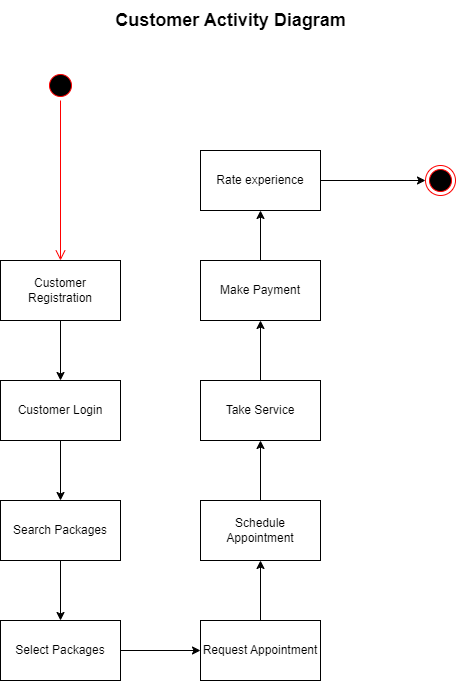 Customer Activity Diagram
Customer
Registration
Customer Login
Search Packages
Select Packages
Request Appointment
Schedule
Appointment
Take Service
Make Payment
Rate experience